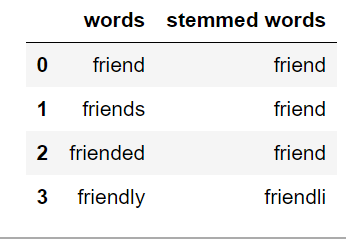 words stemmed words
0 friend friend
1 friends friend
2 friended friend
3 friendly friendli